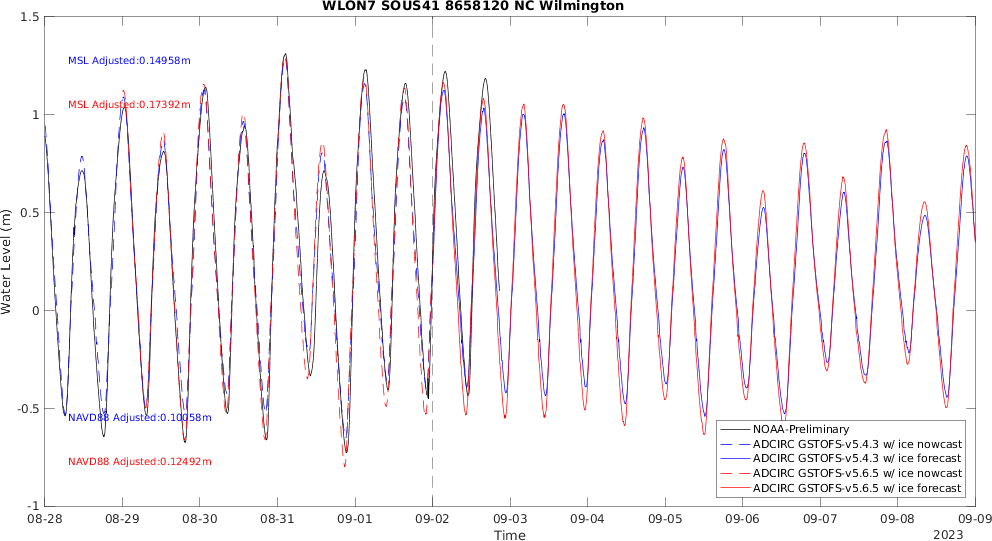 WLON7 SOUS41 8658120 NC Wilmington
1.5
1
0.5
0
-0.5
-1
Water Level (m)
MSL Adjusted:0.14958m
MSL Adjusted:0.17392m
NAVD88 Adjusted:0.10058m
NAVD88 Adjusted:0.12492m
NOAA-Preliminary
ADCIRC GSTOFS-v5.4.3 w/ ice nowcast
ADCIRC GSTOFS-v5.4.3 w/ ice forecast
ADCIRC GSTOFS-v5.6.5 w/ ice nowcast
ADCIRC GSTOFS-v5.6.5 w/ ice forecast
08-28 08-29 08-30 08-31 09-01 09-02 09-03 09-04 09-05 09-06 09-07 09-08 09-09
Time
2023